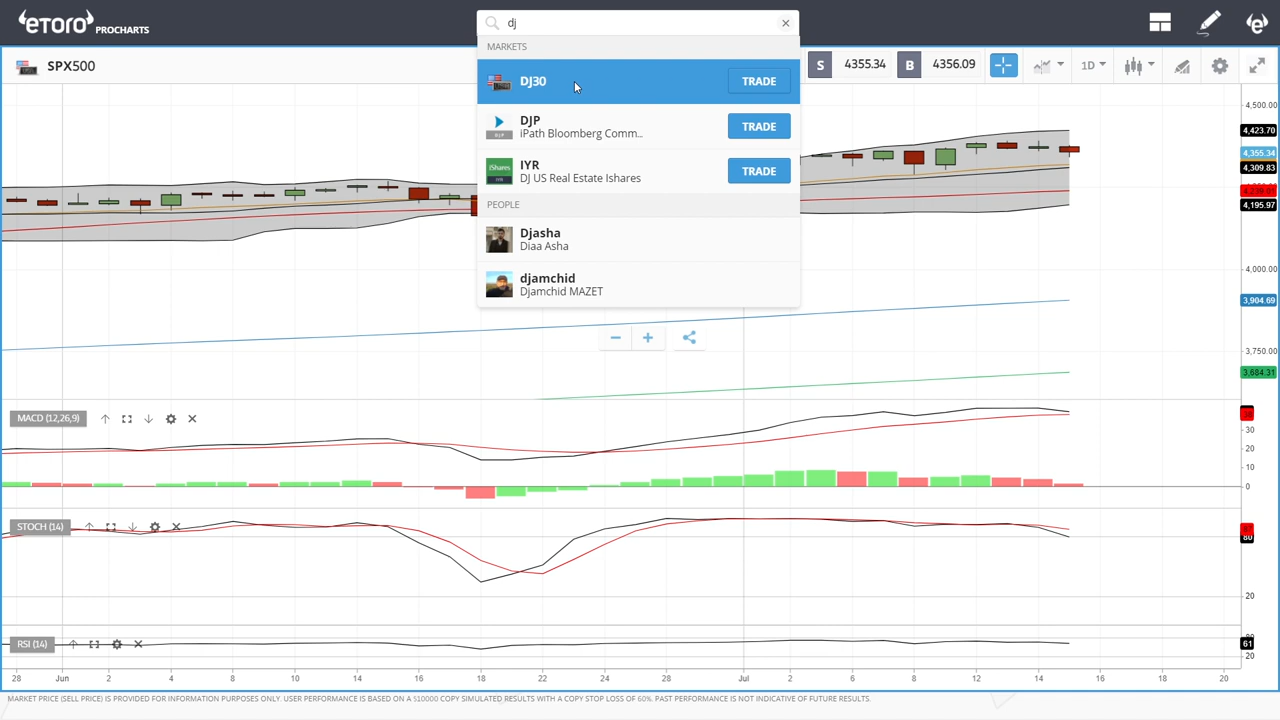 eTORO PROCHARTS
dj
MARKETS
SPX500
S 4355.34 B 4356.09
1D
DJ30
TRADE
DJP
iPath Bloomberg Comm..
TRADE
IYR
DJ US Real Estate Ishares
TRADE
PEOPLE
Djasha
Diaa Asha
djamchid
Djamchid MAZET
4,500.00
4,423.70
4,355.34
4,309.83
4,195.97
4,000.00
3,904.69
3,750.00
3,684.31
MACD (12,26,9)
30
20
10
0
STOCH (14)
80
20
RSI (14)
61
20
28 Jun 2 4 8 10 14 16 18 22 24 28 Jul 2 6 8 12 14 16 18 20
MARKET PRICE (SELL PRICE) IS PROVIDED FOR INFORMATION PURPOSES ONLY. USER PERFORMANCE IS BASED ON A $10000 COPY SIMULATED RESULTS WITH A COPY STOP LOSS OF 60%. PAST PERFORMANCE IS NOT INDICATIVE OF FUTURE RESULTS.